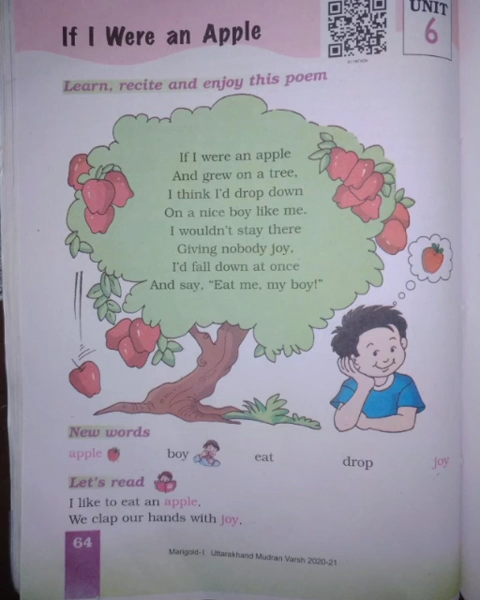 If I Were an Apple
UNIT
6
Learn, recite and enjoy this poem
If I were an apple
And grew on a tree,
I think I'd drop down
On a nice boy like me.
I wouldn't stay there
Giving nobody joy,
I'd fall down at once
And say, "Eat me, my boy!"
New words
apple boy eat drop joy
Let's read
I like to eat an apple.
We clap our hands with joy.
64
Marigold-I Uttarakhand Mudran Varsh 2020-21